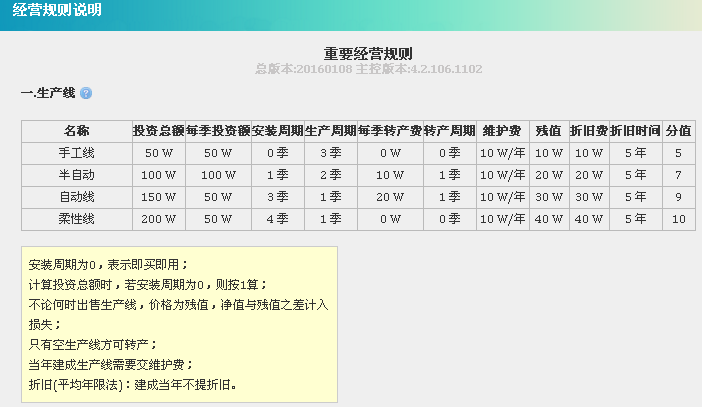 经营规则说明
重要经营规则
总版本:20160108 主控版本:4.2.106.1102
一.生产线 ?
名称 投资总额 每季投资额 安装周期 生产周期 每季转产费 转产周期 维护费 残值 折旧费 折旧时间 分值
手工线 50 W 50 W 0 季 3 季 0 W 0 季 10 W/年 10 W 10 W 5 年 5
半自动 100 W 100 W 1 季 2 季 10 W 1 季 10 W/年 20 W 20 W 5 年 7
自动线 150 W 50 W 3 季 1 季 20 W 1 季 10 W/年 30 W 30 W 5 年 9
柔性线 200 W 50 W 4 季 1 季 0 W 0 季 10 W/年 40 W 40 W 5 年 10
安装周期为0，表示即买即用；
计算投资总额时，若安装周期为0，则按1算；
不论何时出售生产线，价格为残值，净值与残值之差计入
损失；
只有空生产线方可转产；
当年建成生产线需要交维护费；
折旧(平均年限法)：建成当年不提折旧。